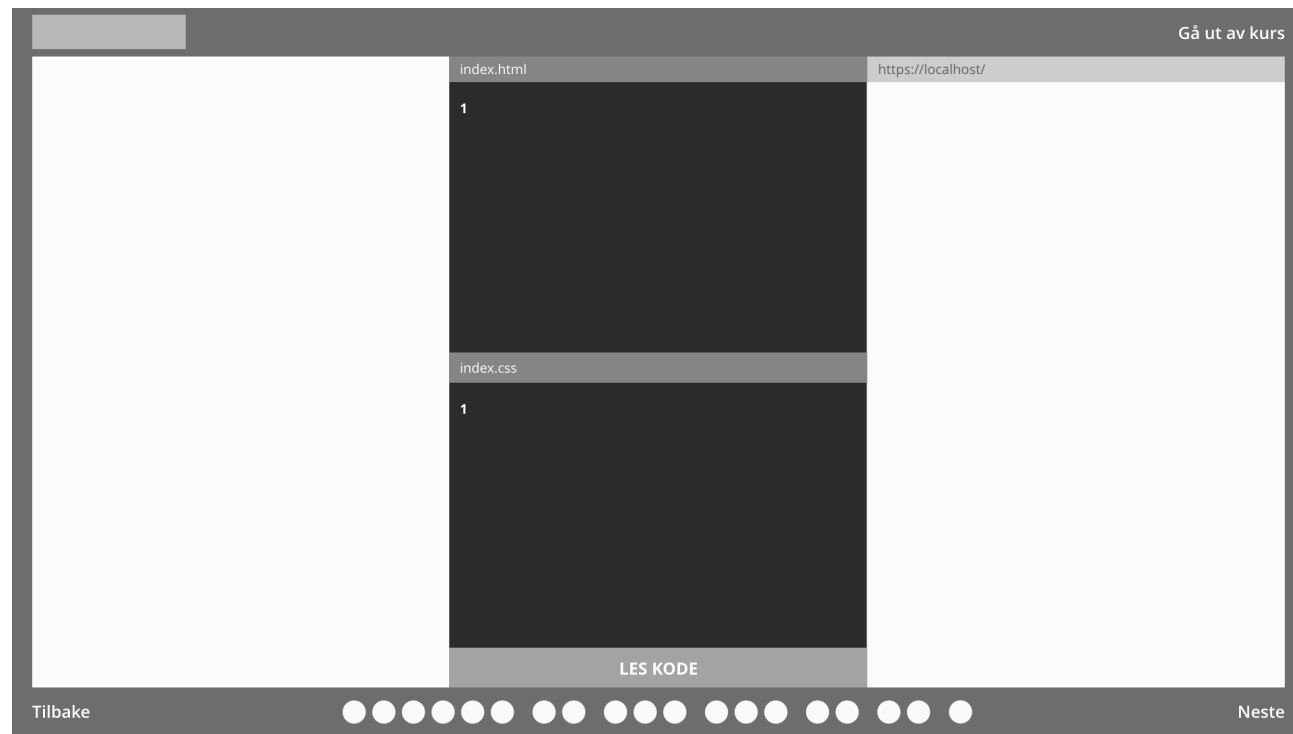 Gå ut av kurs
index.html
https://localhost/
1
index.css
1
LES KODE
Tilbake
Neste